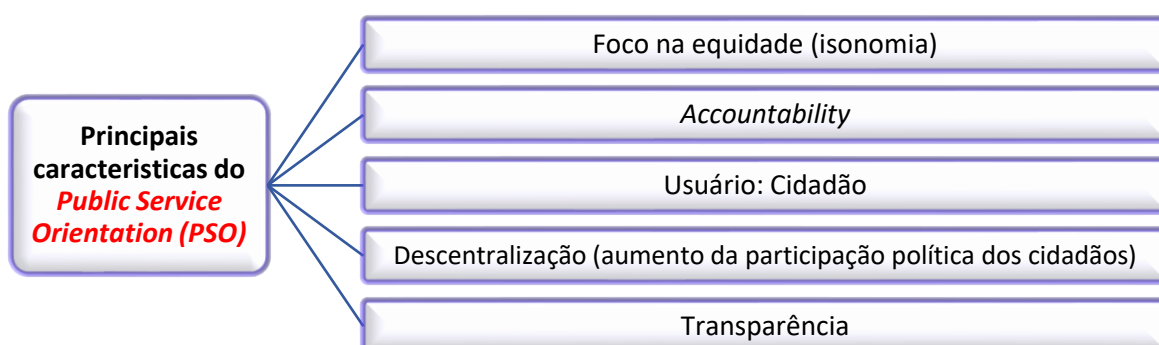 Principais
caracteristicas do
Public Service
Orientation (PSO)
Foco na equidade (isonomia)
Accountability
Usuário: Cidadão
Descentralização (aumento da participação política dos cidadãos)
Transparência